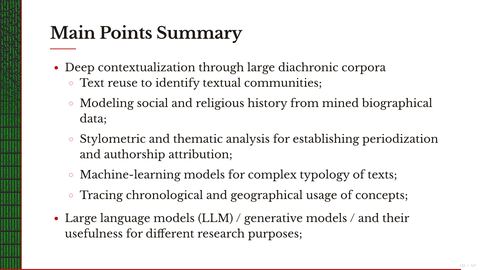 Main Points Summary
Deep contextualization through large diachronic corpora
Text reuse to identify textual communities;
Modeling social and religious history from mined biographical
data;
Stylometric and thematic analysis for establishing periodization
and authorship attribution;
Machine-learning models for complex typology of texts;
Tracing chronological and geographical usage of concepts;
Large language models (LLM) / generative models / and their
usefulness for different research purposes;